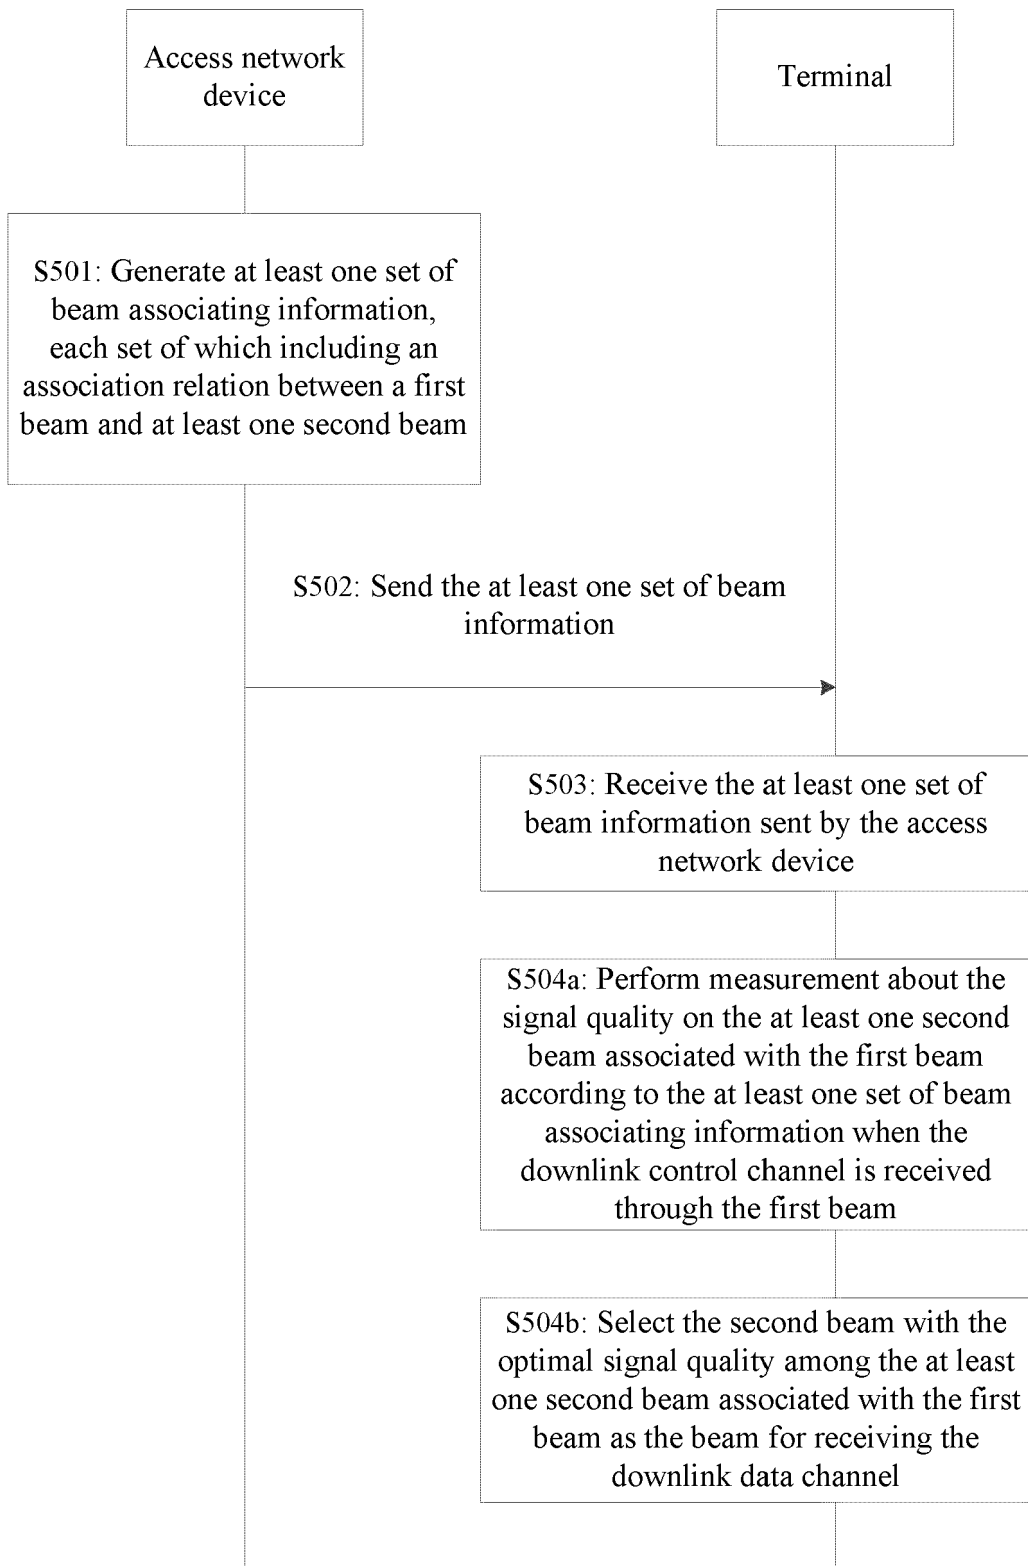 Access network
device
Terminal
S501: Generate at least one set of
beam associating information,
each set of which including an
association relation between a first
beam and at least one second beam
S502: Send the at least one set of beam
information
S503: Receive the at least one set of
beam information sent by the access
network device
S504a: Perform measurement about the
signal quality on the at least one second
beam associated with the first beam
according to the at least one set of beam
associating information when the
downlink control channel is received
through the first beam
S504b: Select the second beam with the
optimal signal quality among the at least
one second beam associated with the first
beam as the beam for receiving the
downlink data channel